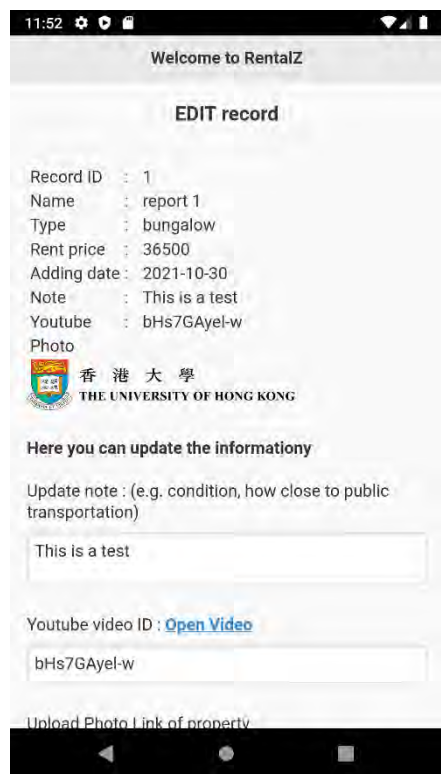 11:52
Welcome to RentalZ
EDIT record
Record ID : 1
Name : report 1
Type : bungalow
Rent price : 36500
Adding date : 2021-10-30
Note : This is a test
Youtube : bHs7GAyel-w
Photo
香港大學
THE UNIVERSITY OF HONG KONG
Here you can update the informationy
Update note : (e.g. condition, how close to public
transportation)
This is a test
Youtube video ID : Open Video
bHs7GAyel-w
Upload Photo Link of property